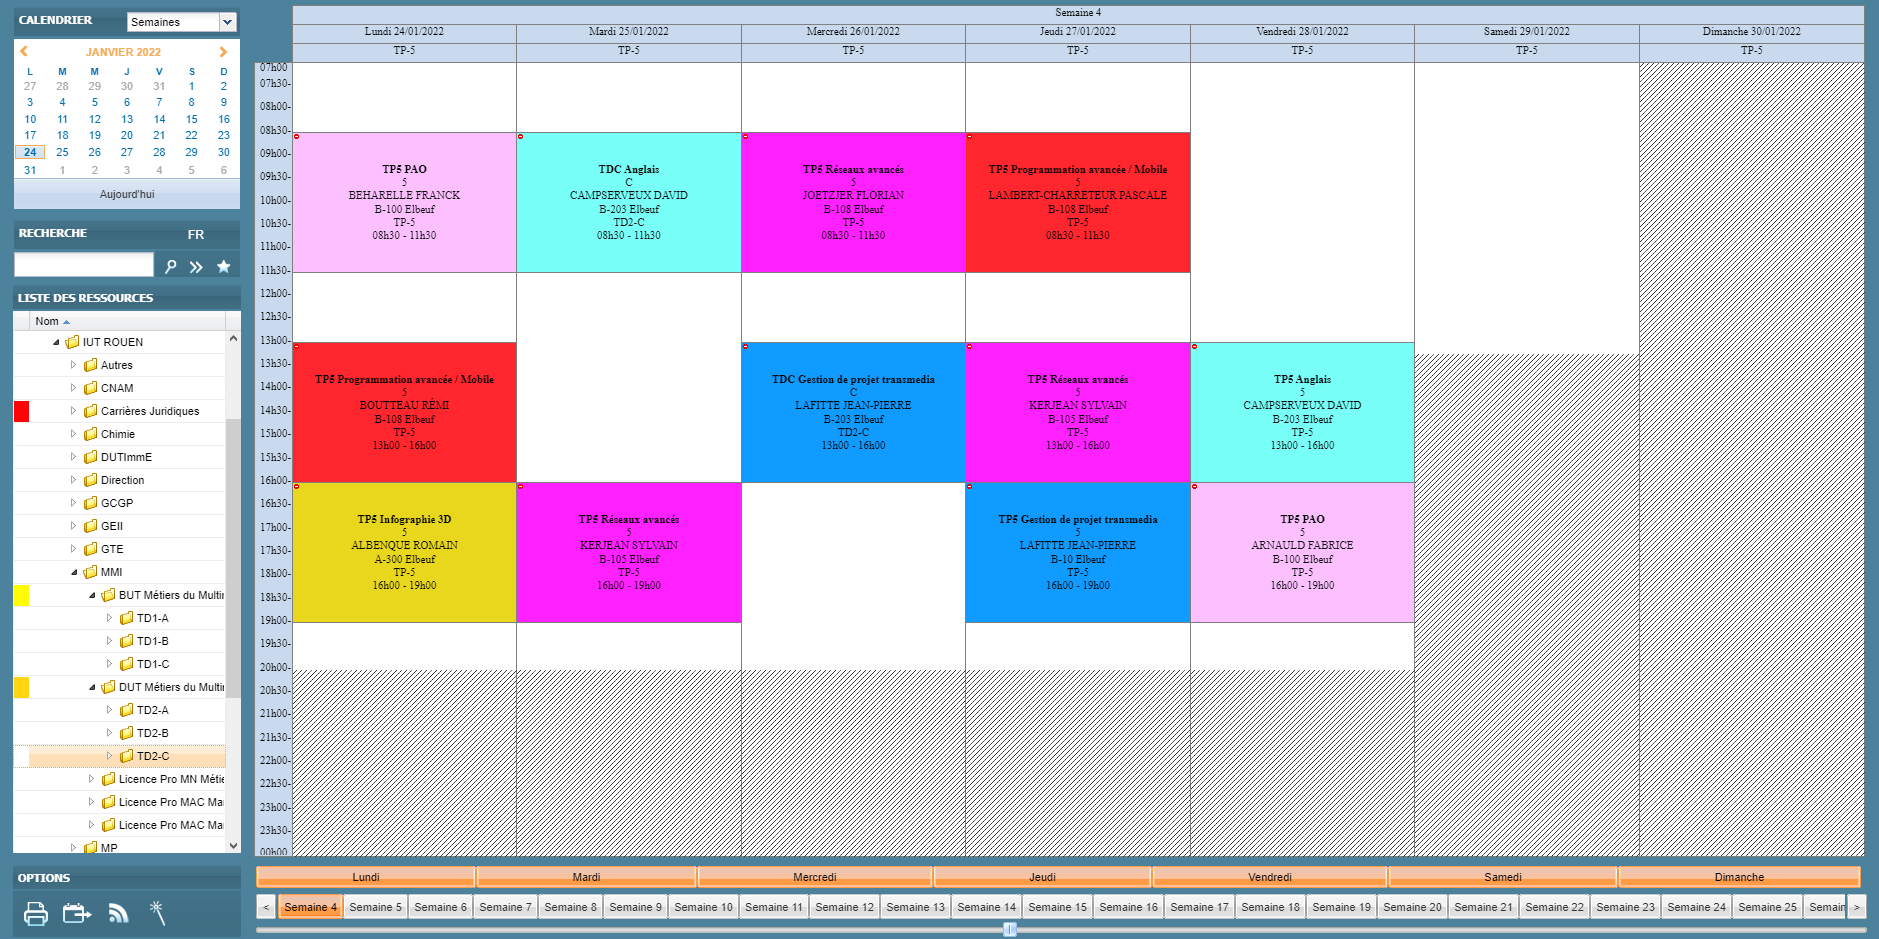 CALENDRIER
Semaines
JANVIER 2022
L M M J V S D
27 28 29 30 31 1 2
3 4 5 6 7 8 9
10 11 12 13 14 15 16
17 18 19 20 21 22 23
24 25 26 27 28 29 30
31 1 2 3 4 5 6
Aujourd'hui
RECHERCHE FR
LISTE DES RESSOURCES
Nom
IUT ROUEN
Autres
CNAM
Carrières Juridiques
Chimie
DUTImmE
Direction
GCGP
GEII
GTE
MMI
BUT Métiers du Multin
TD1-A
TD1-B
TD1-C
DUT Métiers du Multin
TD2-A
TD2-B
TD2-C
Licence Pro MN Métie
Licence Pro MAC Mar
Licence Pro MAC Mar
MP
OPTIONS
Semaine 4
Lundi 24/01/2022 Mardi 25/01/2022 Mercredi 26/01/2022 Jeudi 27/01/2022 Vendredi 28/01/2022 Samedi 29/01/2022 Dimanche 30/01/2022
TP-5 TP-5 TP-5 TP-5 TP-5 TP-5 TP-5
07h00
07h30-
08h00-
08h30-
09h00-
09h30-
10h00-
10h30-
11h00-
11h30-
12h00-
12h30-
13h00-
13h30-
14h00-
14h30-
15h00-
15h30-
16h00-
16h30-
17h00-
17h30-
18h00-
18h30-
19h00-
19h30-
20h00-
20h30-
21h00-
21h30-
22h00-
22h30-
23h00-
23h30-
00h00
TP5 PAO
5
BEHARELLE FRANCK
B-100 Elbeuf
TP-5
08h30 - 11h30
TDC Anglais
C
CAMPSERVEUX DAVID
B-203 Elbeuf
TD2-C
08h30 - 11h30
TP5 Réseaux avancés
5
JOETZJER FLORIAN
B-108 Elbeuf
TP-5
08h30 - 11h30
TP5 Programmation avancée / Mobile
5
LAMBERT-CHARRETEUR PASCALE
B-108 Elbeuf
TP-5
08h30 - 11h30
TP5 Programmation avancée / Mobile
5
BOUTTEAU RÉMI
B-108 Elbeuf
TP-5
13h00 - 16h00
TDC Gestion de projet transmedia
C
LAFITTE JEAN-PIERRE
B-203 Elbeuf
TD2-C
13h00 - 16h00
TP5 Réseaux avancés
5
KERJEAN SYLVAIN
B-105 Elbeuf
TP-5
13h00 - 16h00
TP5 Anglais
5
CAMPSERVEUX DAVID
B-203 Elbeuf
TP-5
13h00 - 16h00
TP5 Infographie 3D
5
ALBENQUE ROMAIN
A-300 Elbeuf
TP-5
16h00 - 19h00
TP5 Réseaux avancés
5
KERJEAN SYLVAIN
B-105 Elbeuf
TP-5
16h00 - 19h00
TP5 Gestion de projet transmedia
5
LAFITTE JEAN-PIERRE
B-10 Elbeuf
TP-5
16h00 - 19h00
TP5 PAO
5
ARNAULD FABRICE
B-100 Elbeuf
TP-5
16h00 - 19h00
Lundi Mardi Mercredi Jeudi Vendredi Samedi Dimanche
< Semaine 4 Semaine 5 Semaine 6 Semaine 7 Semaine 8 Semaine 9 Semaine 10 Semaine 11 Semaine 12 Semaine 13 Semaine 14 Semaine 15 Semaine 16 Semaine 17 Semaine 18 Semaine 19 Semaine 20 Semaine 21 Semaine 22 Semaine 23 Semaine 24 Semaine 25 Semain >